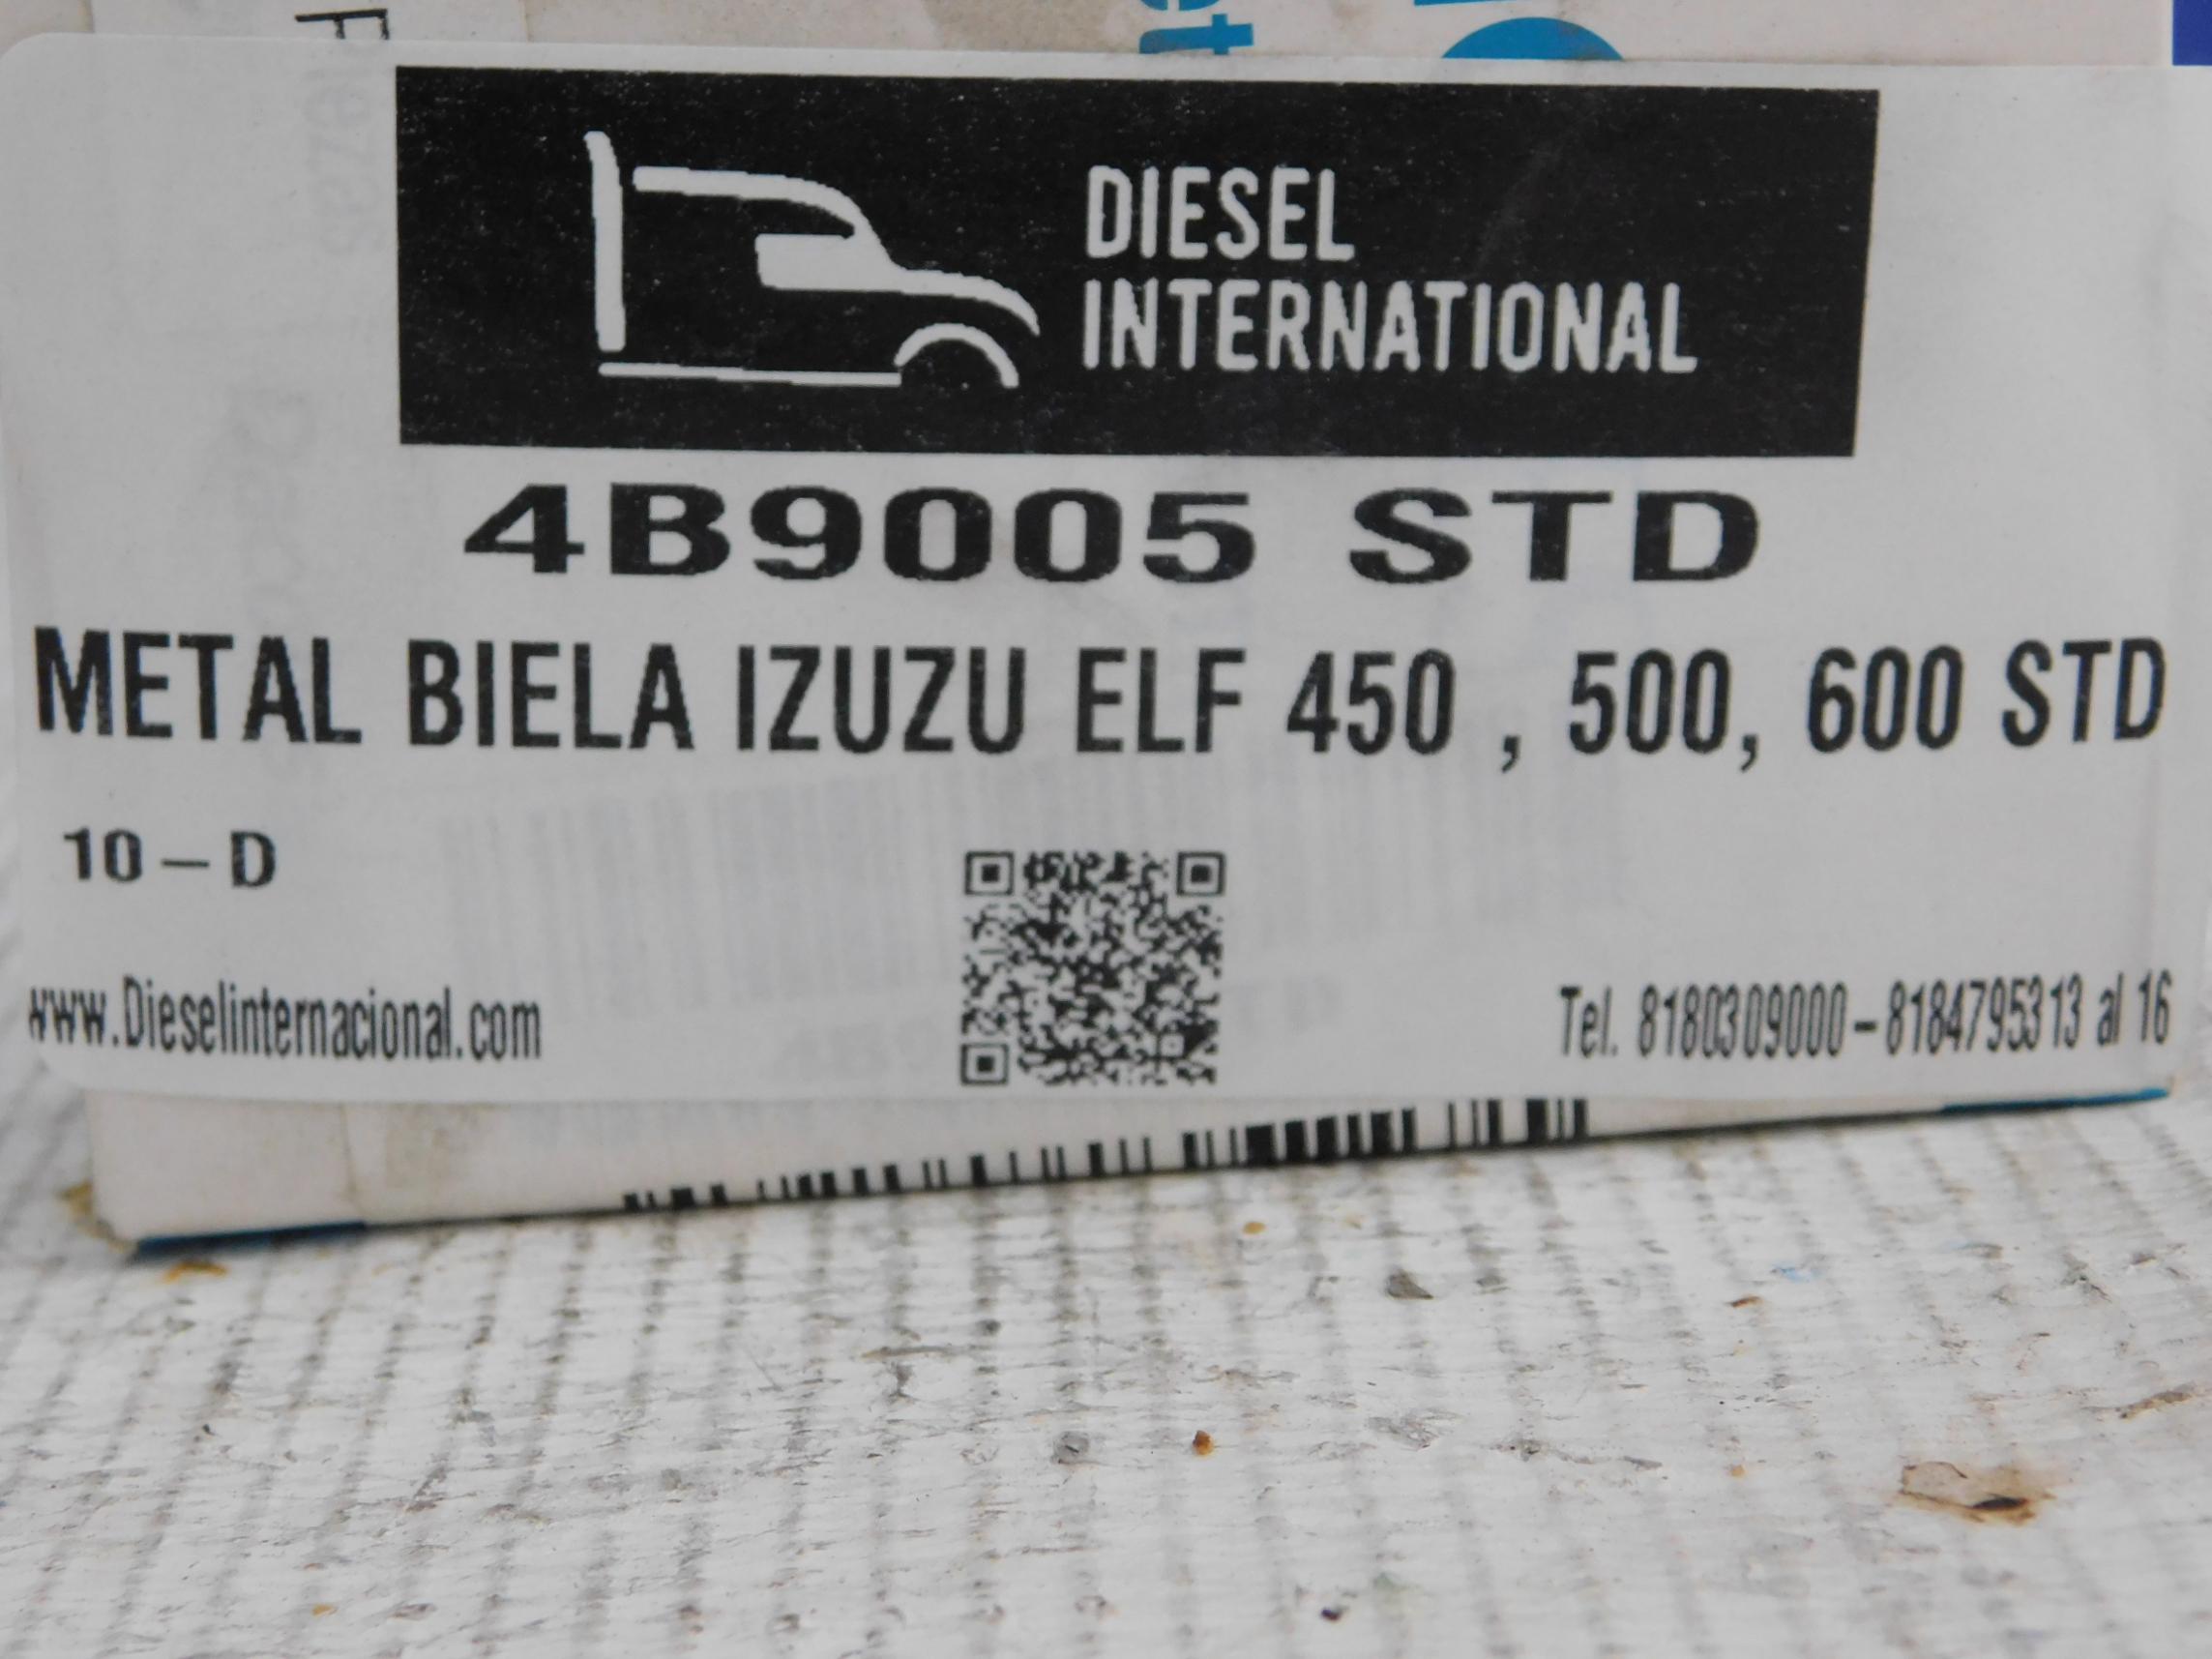 DIESEL
INTERNATIONAL
4B9005 STD
METAL BIELA IZUZU ELF 450 , 500, 600 STD
10-D
www.Dieselinternacional.com
Tel. 8180309000-8184795313 al 16